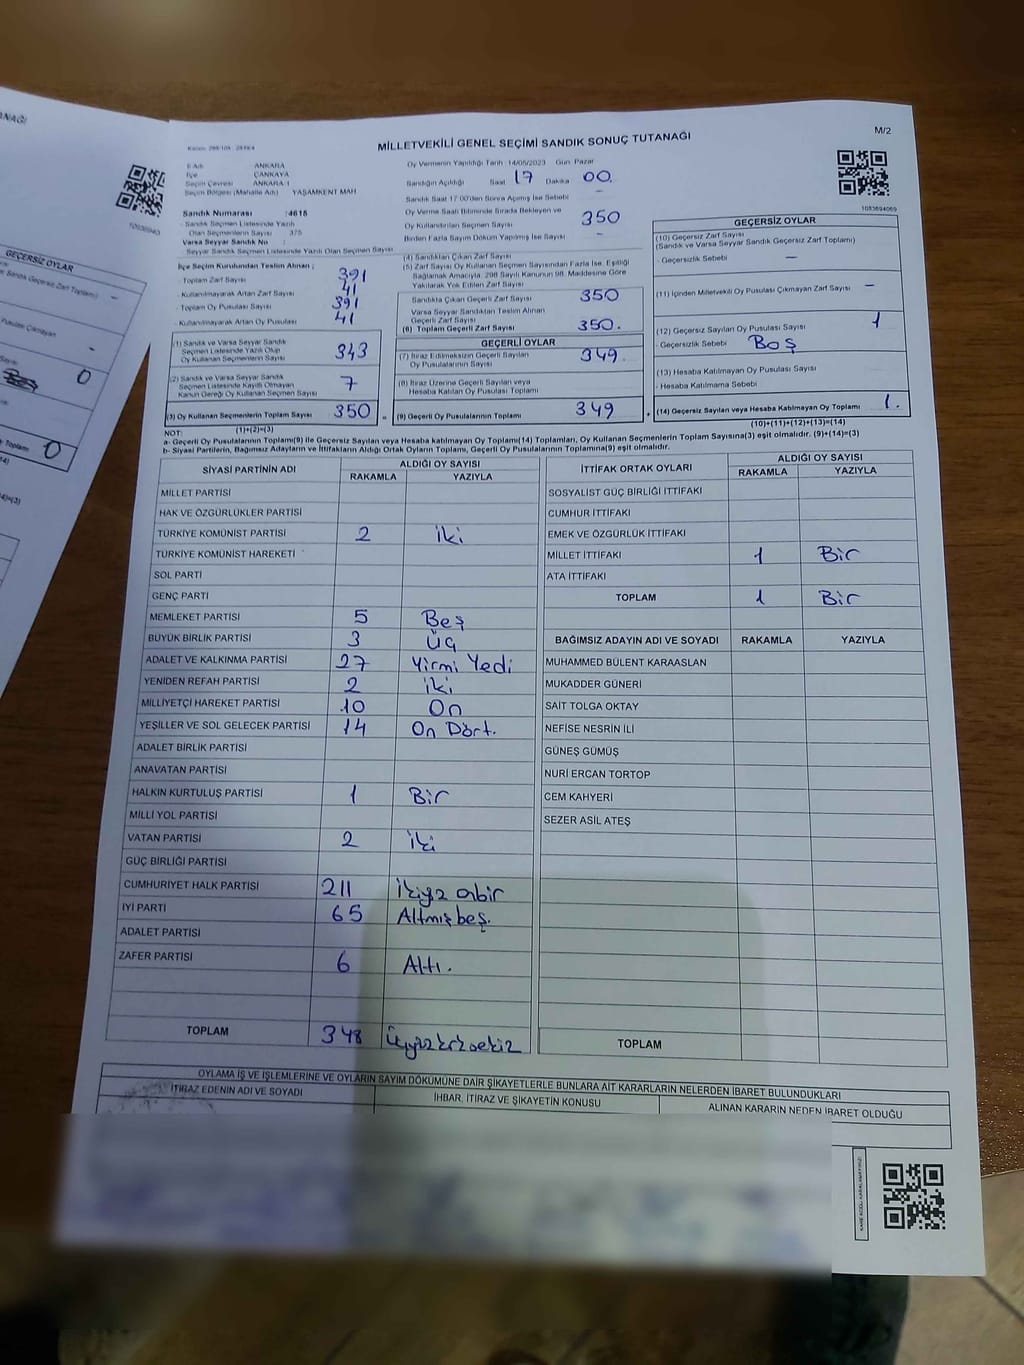 MİLLETVEKİLİ GENEL SEÇİMİ SANDIK SONUÇ TUTANAĞI
M/2
İl Adı : ANKARA
İlçe : ÇANKAYA
Seçim Çevresi : ANKARA-1
Seçim Bölgesi (Mahalle Adı) : YAŞAMKENT MAH
Oy Vermenin Yapıldığı Tarih : 14/05/2023 Gün: Pazar
Sandığın Açıldığı Saat 17 Dakika 00.
Sandık Saat 17.00'den Sonra Açılmış İse Sebebi —
Oy Verme Saati Bitiminde Sırada Bekleyen ve
Oy Kullandırılan Seçmen Sayısı 350
Birden Fazla Sayım Döküm Yapılmış İse Sayısı —
1083694069
Sandık Numarası : 4618
- Sandık Seçmen Listesinde Yazılı
Olan Seçmenlerin Sayısı : 375
Varsa Seyyar Sandık No :
Seyyar Sandık Seçmen Listesinde Yazılı Olan Seçmen Sayısı
İlçe Seçim Kurulundan Teslim Alınan ;
- Toplam Zarf Sayısı 391
- Kullanılmayarak Artan Zarf Sayısı 41
- Toplam Oy Pusulası Sayısı 391
- Kullanılmayarak Artan Oy Pusulası 41
(1) Sandık ve Varsa Seyyar Sandık
Seçmen Listesinde Yazılı Olup
Oy Kullanan Seçmenlerin Sayısı 343
(2) Sandık ve Varsa Seyyar Sandık
Seçmen Listesinde Kayıtlı Olmayan
Kanun Gereği Oy Kullanan Seçmen Sayısı 7
(3) Oy Kullanan Seçmenlerin Toplam Sayısı 350
(1)+(2)=(3)
(4) Sandıktan Çıkan Zarf Sayısı
(5) Zarf Sayısı Oy Kullanan Seçmen Sayısından Fazla İse, Eşitliği
Sağlamak Amacıyla, 298 Sayılı Kanunun 98. Maddesine Göre
Yakılarak Yok Edilen Zarf Sayısı
Sandıkta Çıkan Geçerli Zarf Sayısı 350
Varsa Seyyar Sandıktan Teslim Alınan
Geçerli Zarf Sayısı
(6) Toplam Geçerli Zarf Sayısı 350.
GEÇERLİ OYLAR
(7) İtiraz Edilmeksizin Geçerli Sayılan
Oy Pusulalarının Sayısı 349
(8) İtiraz Üzerine Geçerli Sayılan veya
Hesaba Katılan Oy Pusulası Toplamı
(9) Geçerli Oy Pusulalarının Toplamı 349
GEÇERSİZ OYLAR
(10) Geçersiz Zarf Sayısı
(Sandık ve Varsa Seyyar Sandık Geçersiz Zarf Toplamı)
- Geçersizlik Sebebi —
(11) İçinden Milletvekili Oy Pusulası Çıkmayan Zarf Sayısı —
(12) Geçersiz Sayılan Oy Pusulası Sayısı 1
- Geçersizlik Sebebi Boş
(13) Hesaba Katılmayan Oy Pusulası Sayısı
- Hesaba Katılmama Sebebi
(14) Geçersiz Sayılan veya Hesaba Katılmayan Oy Toplamı 1.
(10)+(11)+(12)+(13)=(14)
NOT:
a- Geçerli Oy Pusulalarının Toplamı(9) ile Geçersiz Sayılan veya Hesaba Katılmayan Oy Toplamı(14) Toplamları, Oy Kullanan Seçmenlerin Toplam Sayısına(3) eşit olmalıdır. (9)+(14)=(3)
b- Siyasi Partilerin, Bağımsız Adayların ve İttifakların Aldığı Ortak Oyların Toplamı, Geçerli Oy Pusulalarının Toplamına(9) eşit olmalıdır.
SİYASİ PARTİNİN ADI ALDIĞI OY SAYISI
RAKAMLA YAZIYLA
MİLLET PARTİSİ
HAK VE ÖZGÜRLÜKLER PARTİSİ
TÜRKİYE KOMÜNİST PARTİSİ 2 iki
TÜRKİYE KOMÜNİST HAREKETİ
SOL PARTİ
GENÇ PARTİ
MEMLEKET PARTİSİ 5 Beş
BÜYÜK BİRLİK PARTİSİ 3 Üç
ADALET VE KALKINMA PARTİSİ 27 Yirmi Yedi
YENİDEN REFAH PARTİSİ 2 iki
MİLLİYETÇİ HAREKET PARTİSİ 10 On
YEŞİLLER VE SOL GELECEK PARTİSİ 14 On Dört.
ADALET BİRLİK PARTİSİ
ANAVATAN PARTİSİ
HALKIN KURTULUŞ PARTİSİ 1 Bir
MİLLİ YOL PARTİSİ
VATAN PARTİSİ 2 iki
GÜÇ BİRLİĞİ PARTİSİ
CUMHURİYET HALK PARTİSİ 211 ikiyüz onbir
İYİ PARTİ 65 Altmışbeş.
ADALET PARTİSİ
ZAFER PARTİSİ 6 Altı.
TOPLAM 348 Üçyüzkırksekiz
İTTİFAK ORTAK OYLARI ALDIĞI OY SAYISI
RAKAMLA YAZIYLA
SOSYALİST GÜÇ BİRLİĞİ İTTİFAKI
CUMHUR İTTİFAKI
EMEK VE ÖZGÜRLÜK İTTİFAKI
MİLLET İTTİFAKI 1 Bir
ATA İTTİFAKI
TOPLAM 1 Bir
BAĞIMSIZ ADAYIN ADI VE SOYADI RAKAMLA YAZIYLA
MUHAMMED BÜLENT KARAASLAN
MUKADDER GÜNERİ
SAİT TOLGA OKTAY
NEFİSE NESRİN İLİ
GÜNEŞ GÜMÜŞ
NURİ ERCAN TORTOP
CEM KAHYERİ
SEZER ASİL ATEŞ
TOPLAM
OYLAMA İŞ VE İŞLEMLERİNE VE OYLARIN SAYIM DÖKÜMÜNE DAİR ŞİKAYETLERLE BUNLARA AİT KARARLARIN NELERDEN İBARET BULUNDUKLARI
İTİRAZ EDENİN ADI VE SOYADI
İHBAR, İTİRAZ VE ŞİKAYETİN KONUSU
ALINAN KARARIN NEDEN İBARET OLDUĞU
GEÇERSİZ OYLAR
0
0